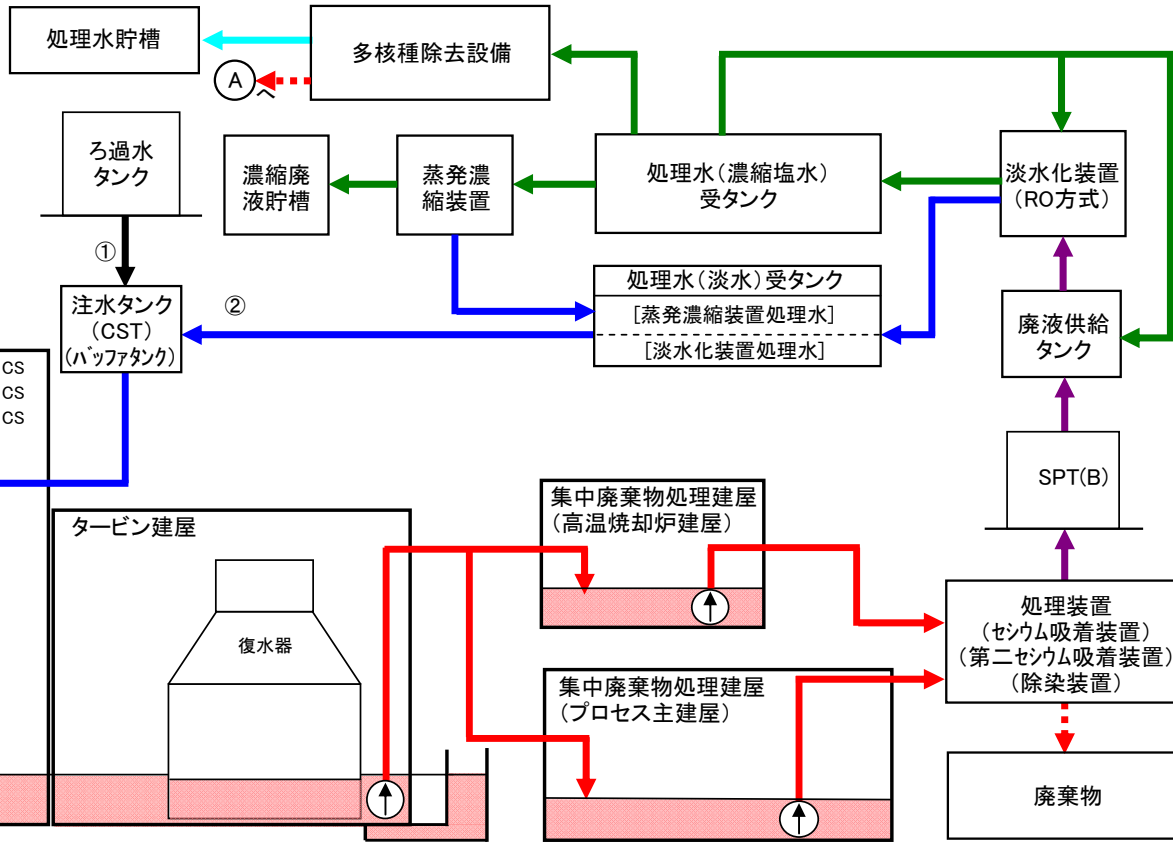 処理水貯槽
多核種除去設備
A
へ
ろ過水
タンク
濃縮廃
液貯槽
蒸発濃
縮装置
処理水(濃縮塩水)
受タンク
淡水化装置
(RO方式)
①
注水タンク
(CST)
(バッファタンク)
②
処理水(淡水)受タンク
[蒸発濃縮装置処理水]
[淡水化装置処理水]
廃液供給
タンク
CS
CS
CS
SPT(B)
タービン建屋
復水器
集中廃棄物処理建屋
(高温焼却炉建屋)
集中廃棄物処理建屋
(プロセス主建屋)
処理装置
(セシウム吸着装置)
(第二セシウム吸着装置)
(除染装置)
廃棄物